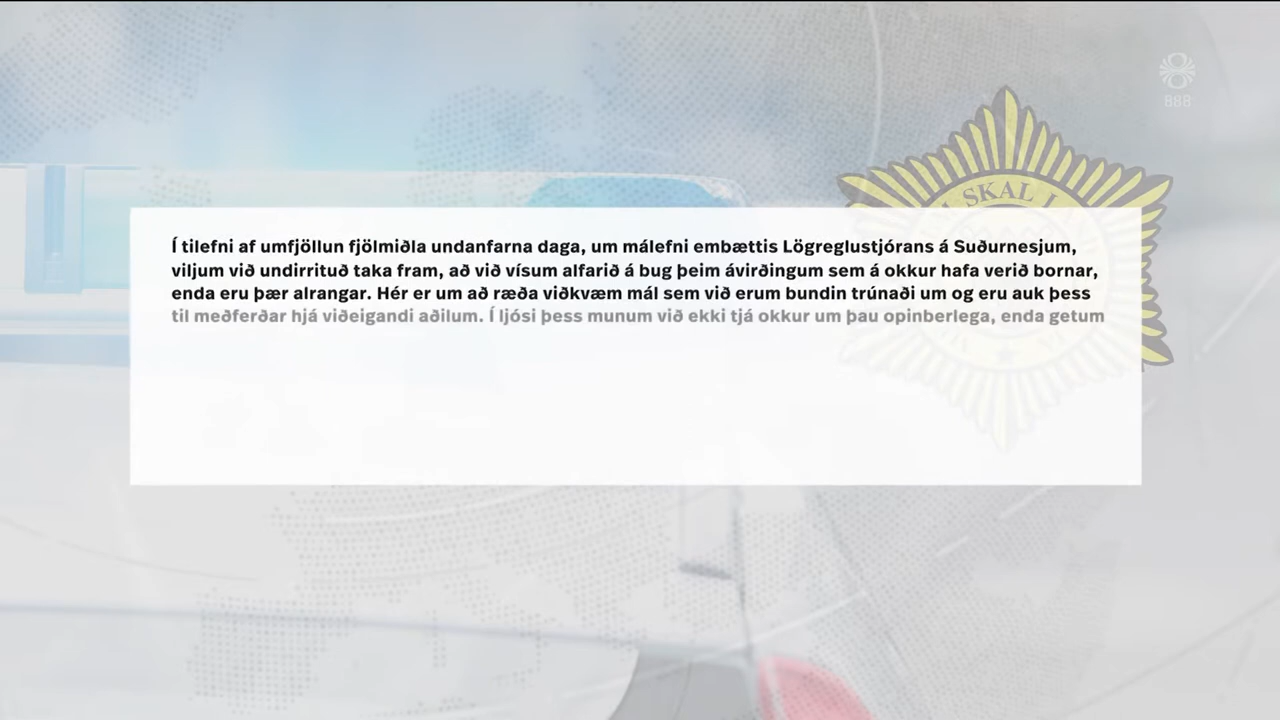 888
SKAL
Í tilefni af umfjöllun fjölmiðla undanfarna daga, um málefni embættis Lögreglustjórans á Suðurnesjum,
viljum við undirrituð taka fram, að við vísum alfarið á bug þeim ávirðingum sem á okkur hafa verið bornar,
enda eru þær alrangar. Hér er um að ræða viðkvæm mál sem við erum bundin trúnaði um og eru auk þess
til meðferðar hjá viðeigandi aðilum. Í ljósi þess munum við ekki tjá okkur um þau opinberlega, enda getum